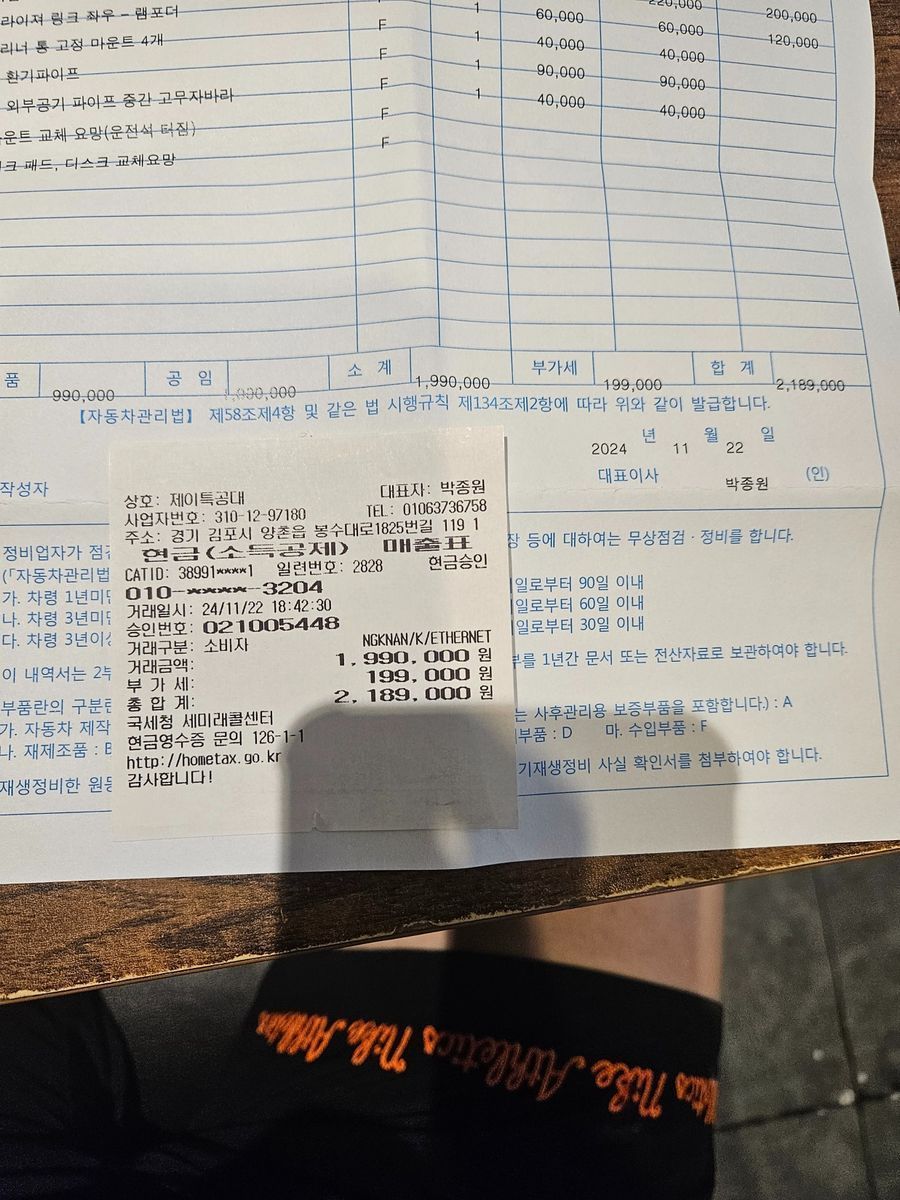 라이져 링크 좌우 - 램포더 F 1 220,000 200,000
리너 통 고정 마운트 4개 F 1 60,000 60,000 120,000
환기파이프 F 1 40,000 40,000
외부공기 파이프 중간 고무자바라 F 1 90,000 90,000
운트 교체 요망(운전석 터짐) F 40,000 40,000
크 패드, 디스크 교체요망 F
품 990,000 공 임 1,000,000 소 계 1,990,000 부가세 199,000 합 계 2,189,000
【자동차관리법】 제58조제4항 및 같은 법 시행규칙 제134조제2항에 따라 위와 같이 발급합니다.
2024 년 11 월 22 일
작성자 대표이사 박종원 (인)
상호: 제이특공대 대표자: 박종원
사업자번호: 310-12-97180 TEL: 01063736758
주소: 경기 김포시 양촌읍 봉수대로1825번길 119 1
현금(소득공제) 매출표
CATID: 38991****1 일련번호: 2828 현금승인
010-****-3204
거래일시: 24/11/22 18:42:30
승인번호: 021005448
거래구분: 소비자 NGKNAN/K/ETHERNET
거래금액: 1,990,000 원
부 가 세: 199,000 원
총 합 계: 2,189,000 원
국세청 세미래콜센터
현금영수증 문의 126-1-1
http://hometax.go.kr
감사합니다!
정비업자가 점검
장 등에 대하여는 무상점검·정비를 합니다.
(「자동차관리법
가. 차령 1년미만
일로부터 90일 이내
나. 차령 3년미만
일로부터 60일 이내
다. 차령 3년이상
일로부터 30일 이내
이 내역서는 2부
부를 1년간 문서 또는 전산자료로 보관하여야 합니다.
부품란의 구분란
가. 자동차 제작
는 사후관리용 보증부품을 포함합니다.) : A
나. 재제조품 : B
부품 : D 마. 수입부품 : F
재생정비한 원동
기재생정비 사실 확인서를 첨부하여야 합니다.
Nike Athletics Nike Athletics Nike